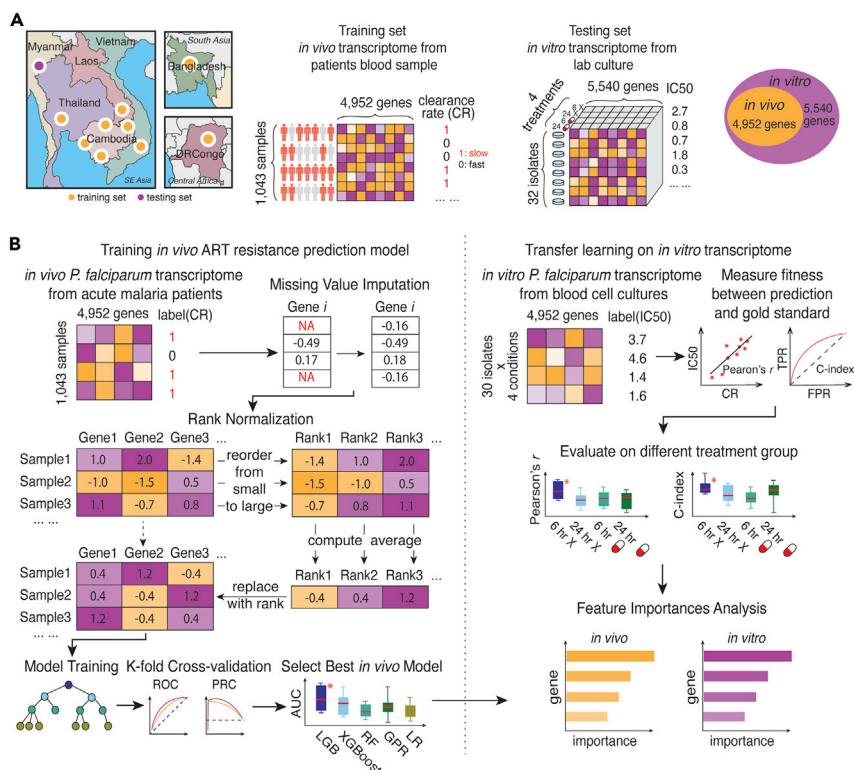 A
Myanmar
Vietnam
Laos
Thailand
Cambodia
SE Asia
South Asia
Bangladesh
DRCongo
Central Africa
training set
testing set
Training set
in vivo transcriptome from
patients blood sample
4,952 genes
clearance
rate (CR)
1,043 samples
1
0
0
1
1
... ...
1: slow
0: fast
Testing set
in vitro transcriptome from
lab culture
4 treatments
5,540 genes
IC50
6 X
24 X
6
24
32 isolates
2.7
0.8
0.7
1.8
0.3
... ...
in vitro
in vivo
4,952 genes
5,540
genes
B
Training in vivo ART resistance prediction model
in vivo P. falciparum transcriptome
from acute malaria patients
4,952 genes
label(CR)
1,043 samples
1
0
1
1
Missing Value Imputation
Gene i
NA
-0.49
0.17
NA
Gene i
-0.16
-0.49
0.18
-0.16
Rank Normalization
Gene1 Gene2 Gene3 ...
Sample1 1.0 2.0 -1.4
Sample2 -1.0 -1.5 0.5
Sample3 1.1 -0.7 0.8
... ...
reorder
from
small
to large
Rank1 Rank2 Rank3 ...
-1.4 1.0 2.0
-1.5 -1.0 0.5
-0.7 0.8 1.1
compute average
Rank1 Rank2 Rank3 ...
-0.4 0.4 1.2
replace
with rank
Gene1 Gene2 Gene3 ...
Sample1 0.4 1.2 -0.4
Sample2 0.4 -0.4 1.2
Sample3 1.2 -0.4 0.4
... ...
Model Training
K-fold Cross-validation
ROC
PRC
Select Best in vivo Model
AUC
*
LGB
XGBoost
RF
GPR
LR
Transfer learning on in vitro transcriptome
in vitro P. falciparum transcriptome
from blood cell cultures
4,952 genes
label(IC50)
30 isolates
x
4 conditions
3.7
4.6
1.4
1.6
Measure fitness
between prediction
and gold standard
IC50
Pearon's r
CR
TPR
C-index
FPR
Evaluate on different treatment group
Pearson's r
*
6 hr X
24 hr X
6 hr
24 hr
C-index
*
6 hr X
24 hr X
6 hr
24 hr
Feature Importances Analysis
in vivo
gene
importance
in vitro
gene
importance